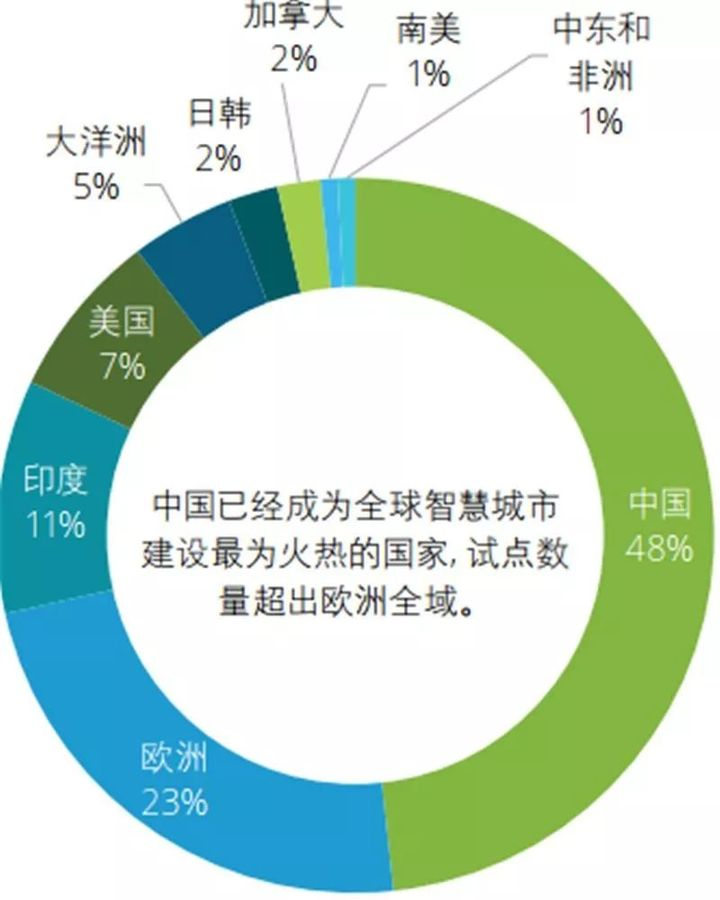 加拿大
2%
南美
1%
中东和
非洲
1%
日韩
2%
大洋洲
5%
美国
7%
印度
11%
中国已经成为全球智慧城市
建设最为火热的国家,试点数
量超出欧洲全域。
中国
48%
欧洲
23%